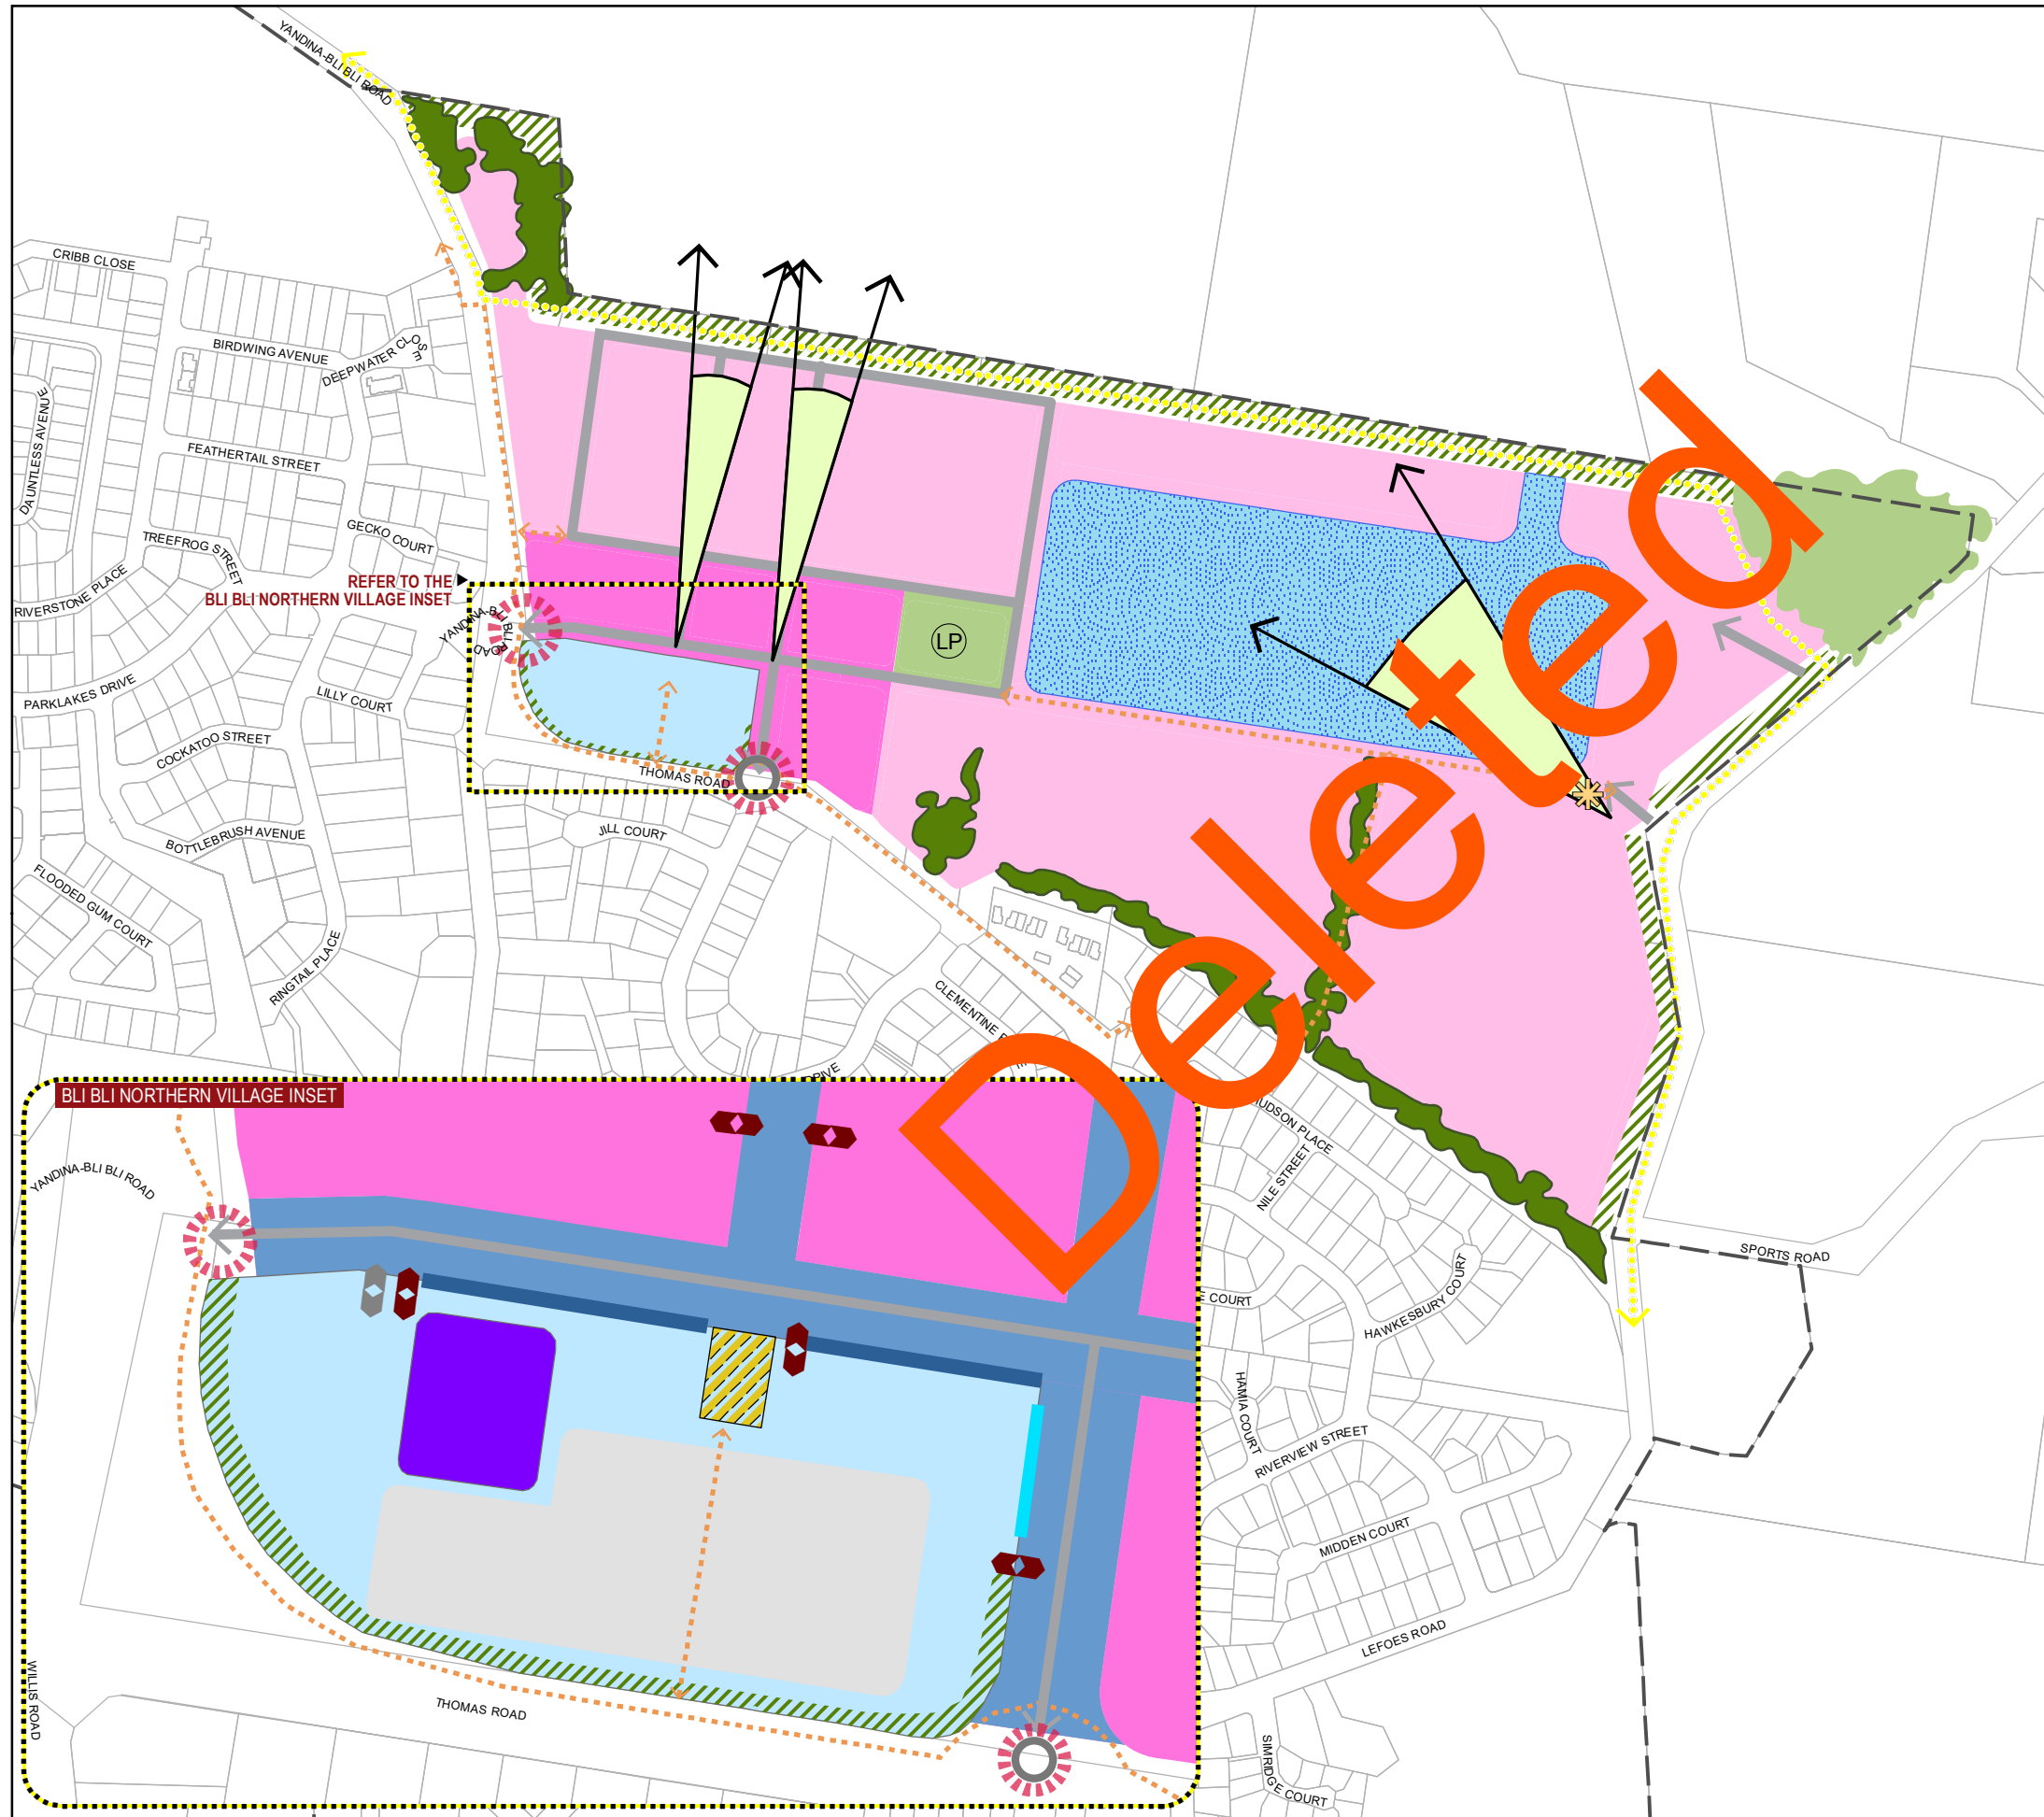 YANDINA-BLI BLI ROAD
CRIBB CLOSE
BIRDWING AVENUE
DEEPWATER CLOSE
DAUNTLESS AVENUE
FEATHERTAIL STREET
GECKO COURT
TREEFROG STREET
REFER TO THE
BLI BLI NORTHERN VILLAGE INSET
RIVERSTONE PLACE
YANDINA-BLI BLI ROAD
LP
PARKLAKES DRIVE
LILLY COURT
COCKATOO STREET
THOMAS ROAD
BOTTLEBRUSH AVENUE
JILL COURT
FLOODED GUM COURT
RINGTAIL PLACE
CLEMENTINE
DRIVE
Deleted
BLI BLI NORTHERN VILLAGE INSET
YANDINA-BLI BLI ROAD
HUDSON PLACE
NILE STREET
SPORTS ROAD
E COURT
HAWKESBURY COURT
HAMIA COURT
RIVERVIEW STREET
MIDDEN COURT
LEFOES ROAD
WILLIS ROAD
THOMAS ROAD
SIMRIDGE COURT